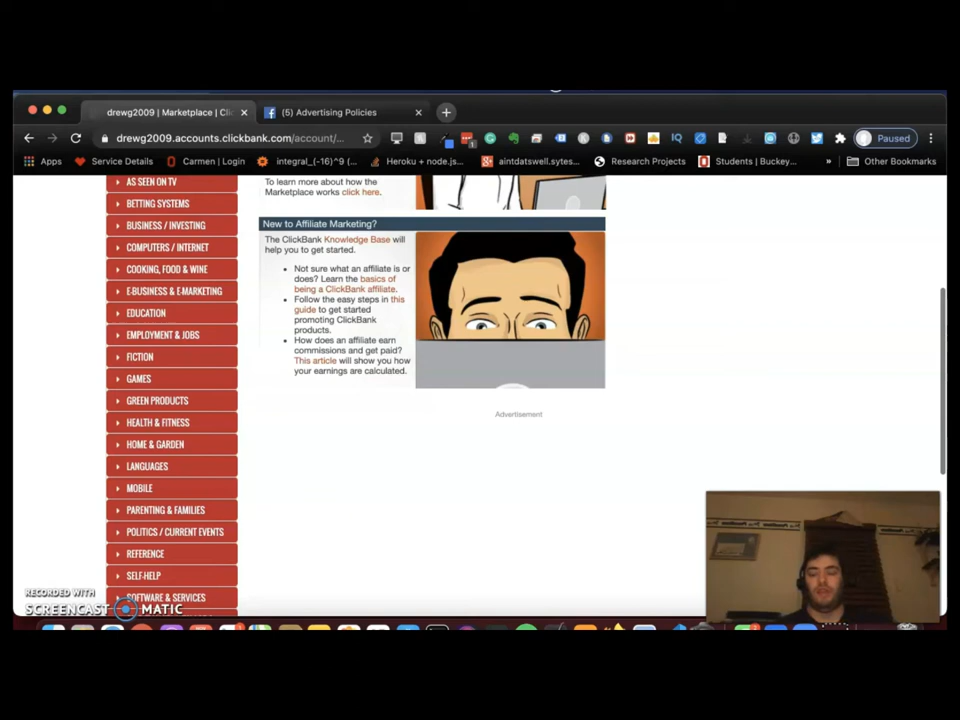 drewg2009 | Marketplace | Clic
(5) Advertising Policies
drewg2009.accounts.clickbank.com/account/...
Paused
Apps
Service Details
Carmen | Login
integral_(-16)^9 (...
Heroku + node.js...
aintdatswell.sytes...
Research Projects
Students | Buckey...
»
Other Bookmarks
AS SEEN ON TV
BETTING SYSTEMS
BUSINESS / INVESTING
COMPUTERS / INTERNET
COOKING, FOOD & WINE
E-BUSINESS & E-MARKETING
EDUCATION
EMPLOYMENT & JOBS
FICTION
GAMES
GREEN PRODUCTS
HEALTH & FITNESS
HOME & GARDEN
LANGUAGES
MOBILE
PARENTING & FAMILIES
POLITICS / CURRENT EVENTS
REFERENCE
SELF-HELP
SOFTWARE & SERVICES
To learn more about how the
Marketplace works click here.
New to Affiliate Marketing?
The ClickBank Knowledge Base will
help you to get started.
Not sure what an affiliate is or
does? Learn the basics of
being a ClickBank affiliate.
Follow the easy steps in this
guide to get started
promoting ClickBank
products.
How does an affiliate earn
commissions and get paid?
This article will show you how
your earnings are calculated.
Advertisement
RECORDED WITH
SCREENCAST MATIC